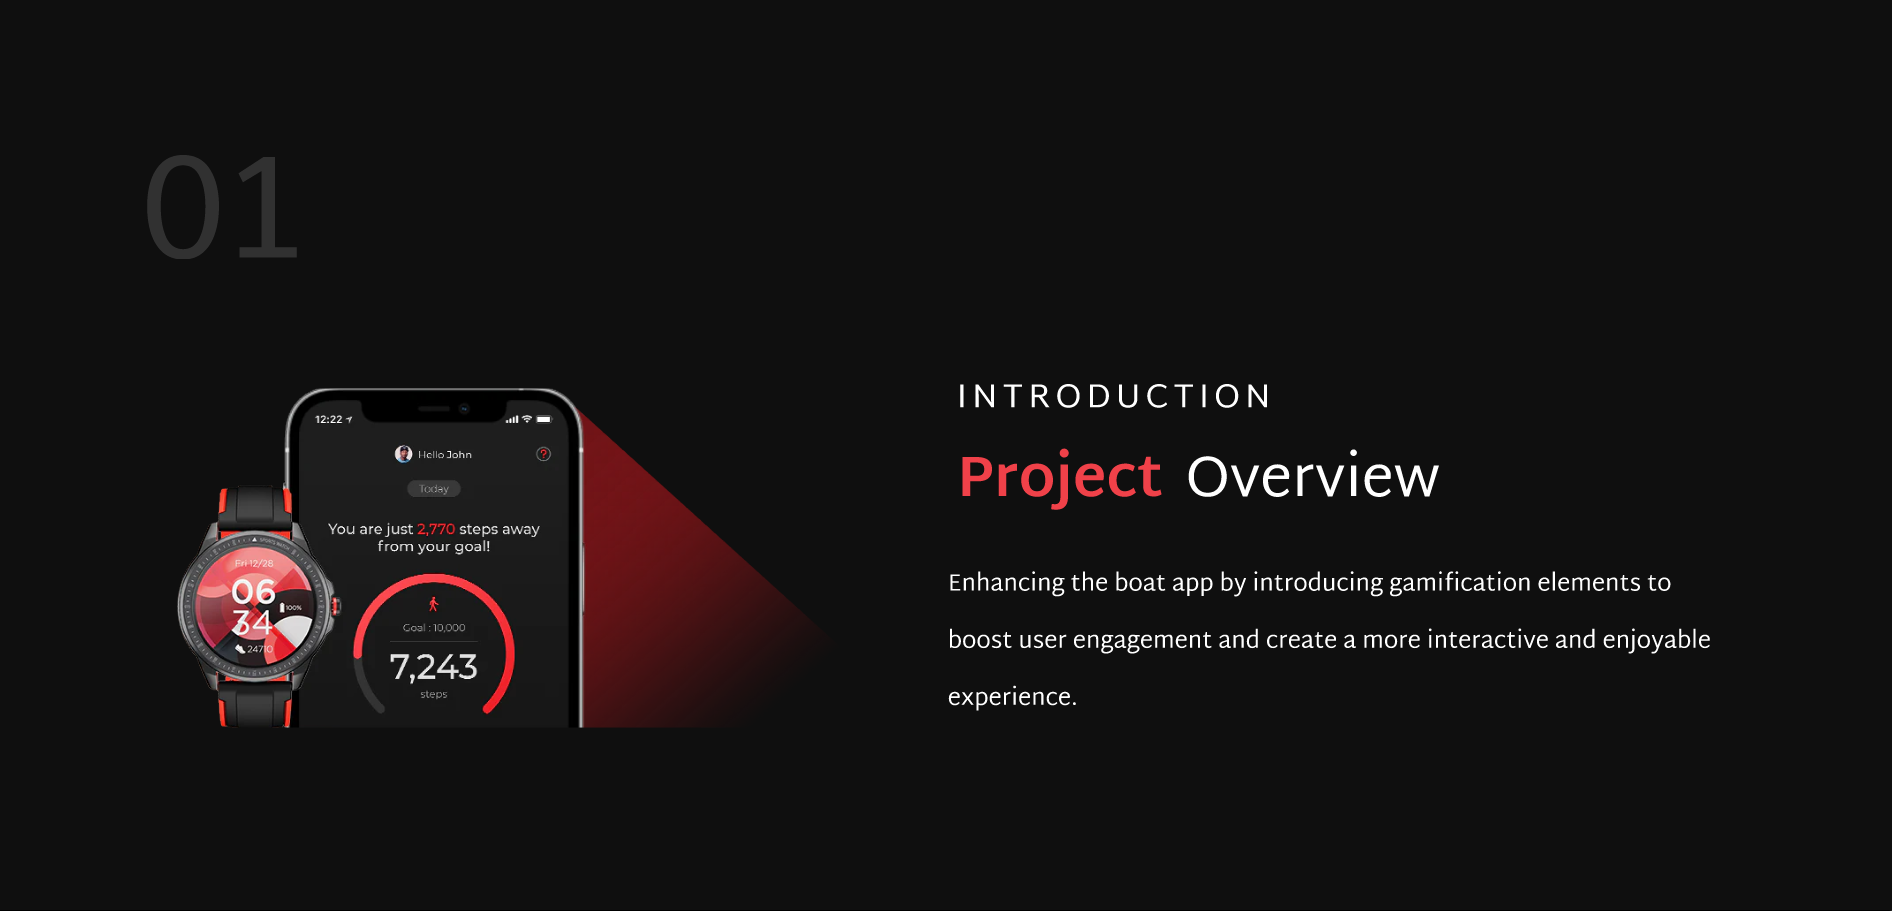 01
12:22
Hello John
?
Today
You are just 2,770 steps away
from your goal!
Goal : 10,000
7,243
steps
SPORTS WATCH
Fri 12/28
06
34
100%
24710
INTRODUCTION
Project Overview
Enhancing the boat app by introducing gamification elements to
boost user engagement and create a more interactive and enjoyable
experience.